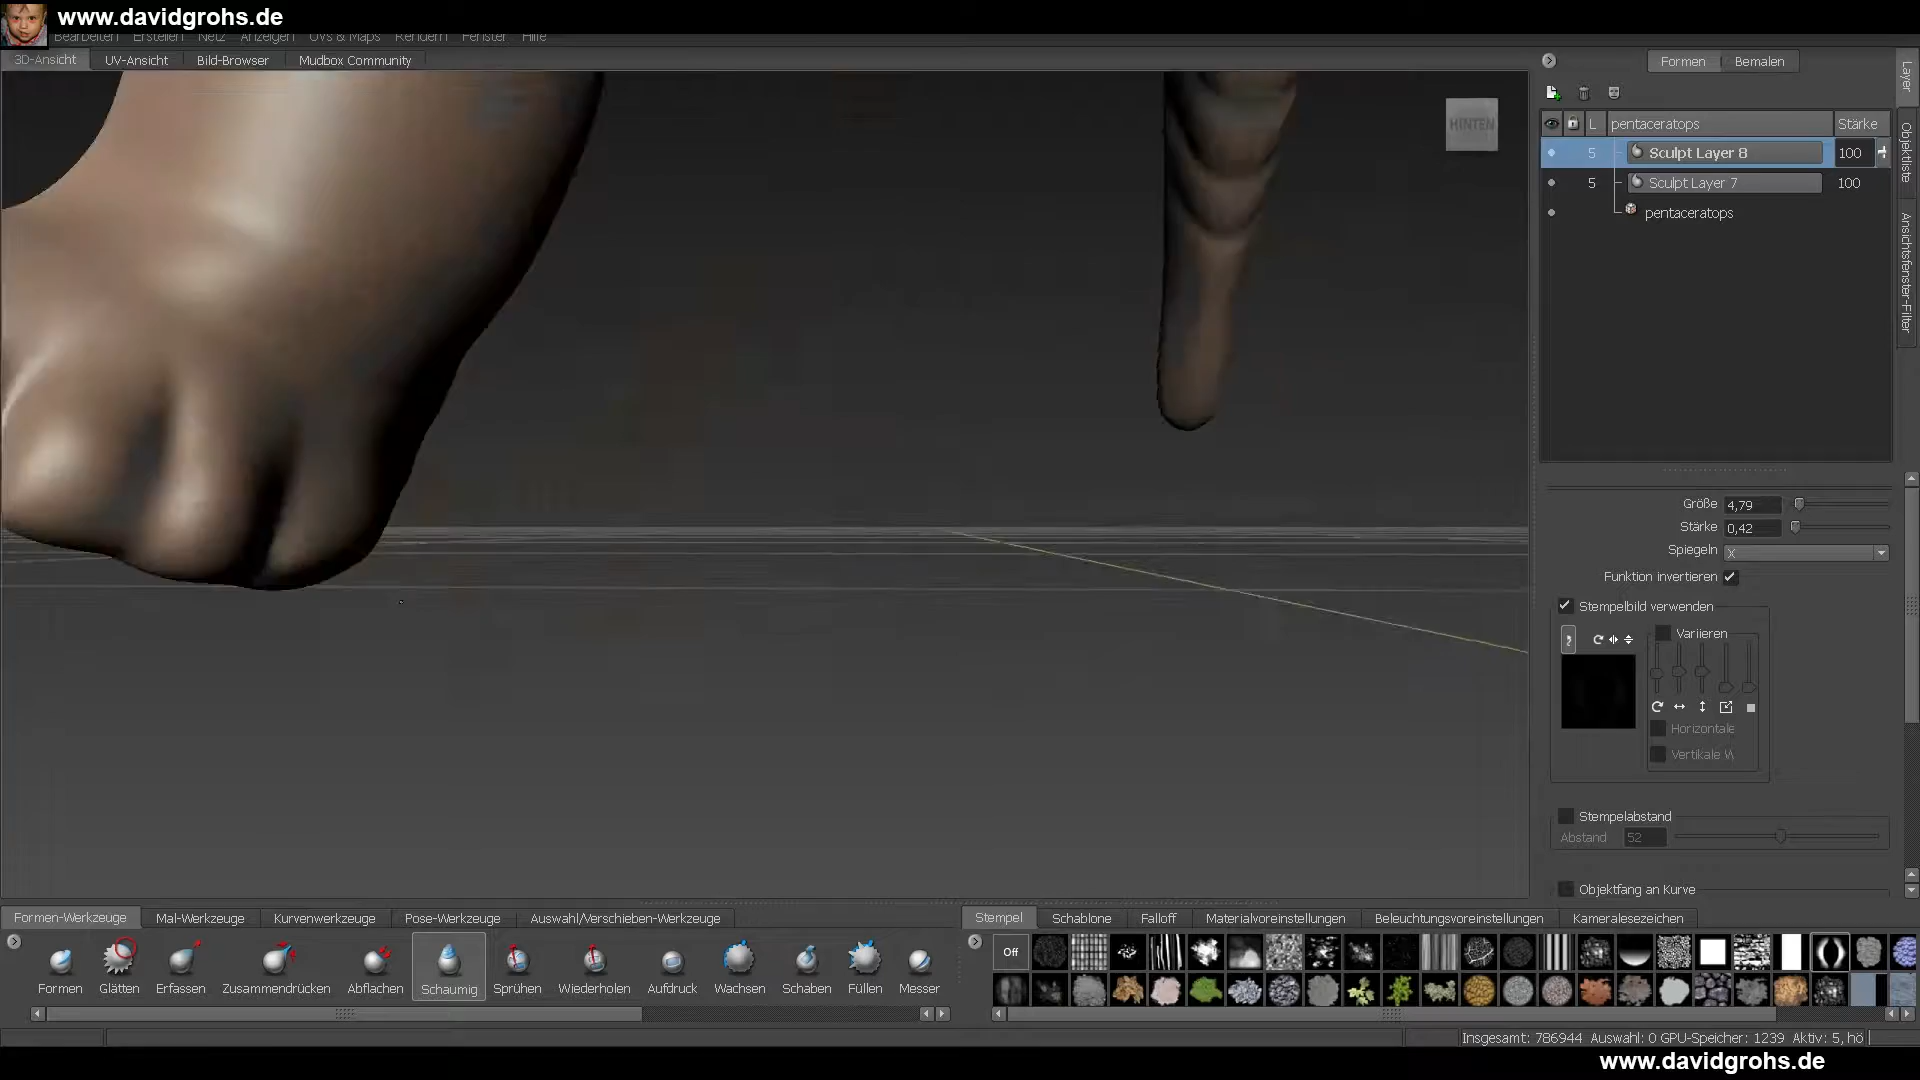 www.davidgrohs.de
Bearbeiten Erstellen Netz Anzeigen UVs & Maps Rendern Fenster Hilfe
3D-Ansicht UV-Ansicht Bild-Browser Mudbox Community
Formen Bemalen
Layer
Objektliste
Ansichtsfenster-Filter
HINTEN
L pentaceratops Stärke
5 Sculpt Layer 8 100
5 Sculpt Layer 7 100
pentaceratops
Größe 4,79
Stärke 0,42
Spiegeln X
Funktion invertieren
Stempelbild verwenden
Variieren
Horizontale
Vertikale W
Stempelabstand
Abstand 52
Objektfang an Kurve
Formen-Werkzeuge Mal-Werkzeuge Kurvenwerkzeuge Pose-Werkzeuge Auswahl/Verschieben-Werkzeuge
Stempel Schablone Falloff Materialvoreinstellungen Beleuchtungsvoreinstellungen Kameralesezeichen
Off
Formen Glätten Erfassen Zusammendrücken Abflachen Schaumig Sprühen Wiederholen Aufdruck Wachsen Schaben Füllen Messer
Insgesamt: 786944 Auswahl: 0 GPU-Speicher: 1239 Aktiv: 5, hö
www.davidgrohs.de